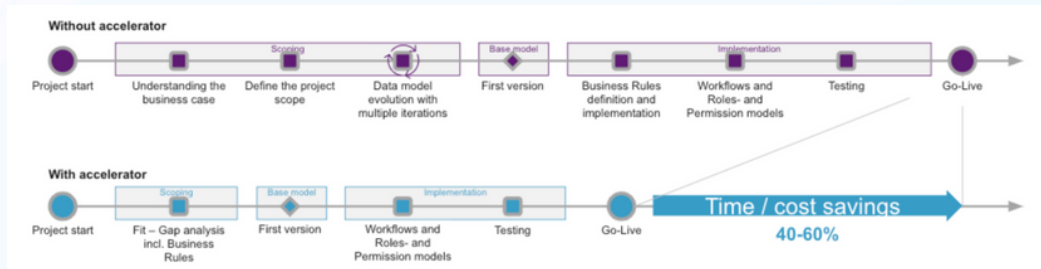 Without accelerator
Scoping
Base model
Implementation
Project start
Understanding the
business case
Define the project
scope
Data model
evolution with
multiple iterations
First version
Business Rules
definition and
implementation
Workflows and
Roles- and
Permission models
Testing
Go-Live
With accelerator
Scoping
Base model
Implementation
Project start
Fit – Gap analysis
incl. Business
Rules
First version
Workflows and
Roles- and
Permission models
Testing
Go-Live
Time / cost savings
40-60%